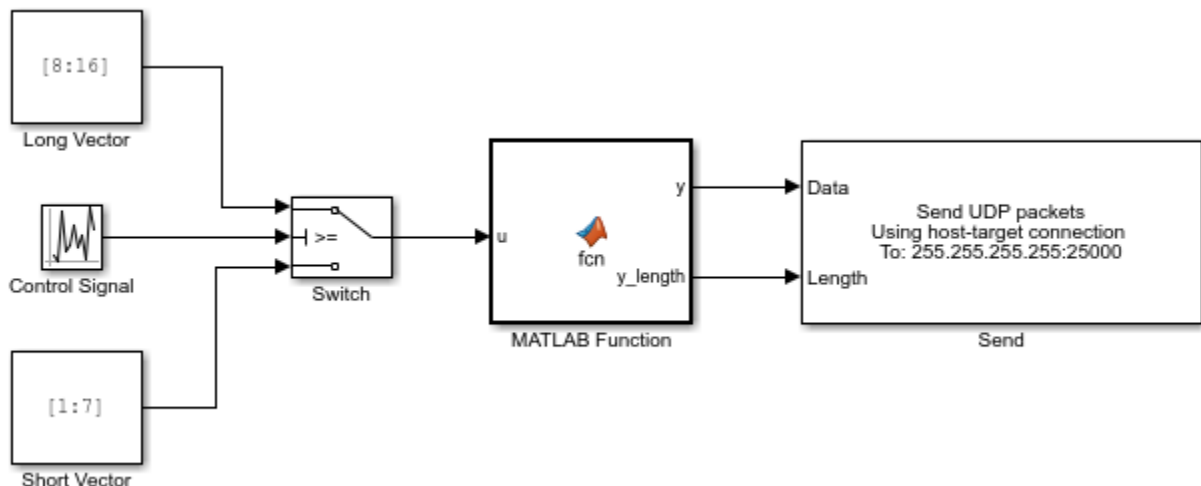 [8:16]
Long Vector
Control Signal
>=
Switch
[1:7]
Short Vector
u
fcn
y
y_length
MATLAB Function
Data
Length
Send UDP packets
Using host-target connection
To: 255.255.255.255:25000
Send